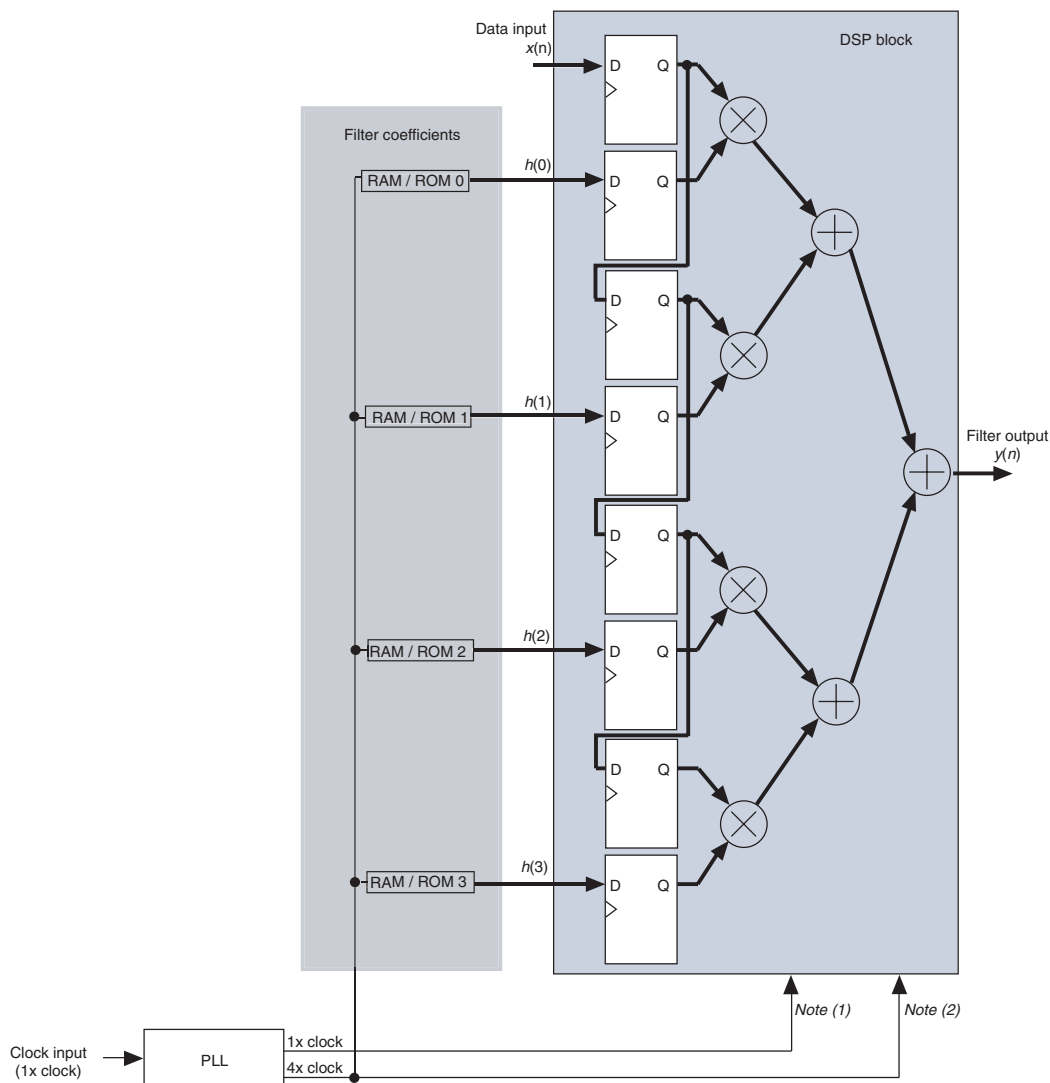 Data input
x(n)
DSP block
D Q
Filter coefficients
RAM / ROM 0
h(0)
D Q
D Q
RAM / ROM 1
h(1)
D Q
Filter output
y(n)
D Q
RAM / ROM 2
h(2)
D Q
D Q
RAM / ROM 3
h(3)
D Q
Note (1)
Note (2)
Clock input
(1x clock)
PLL
1x clock
4x clock